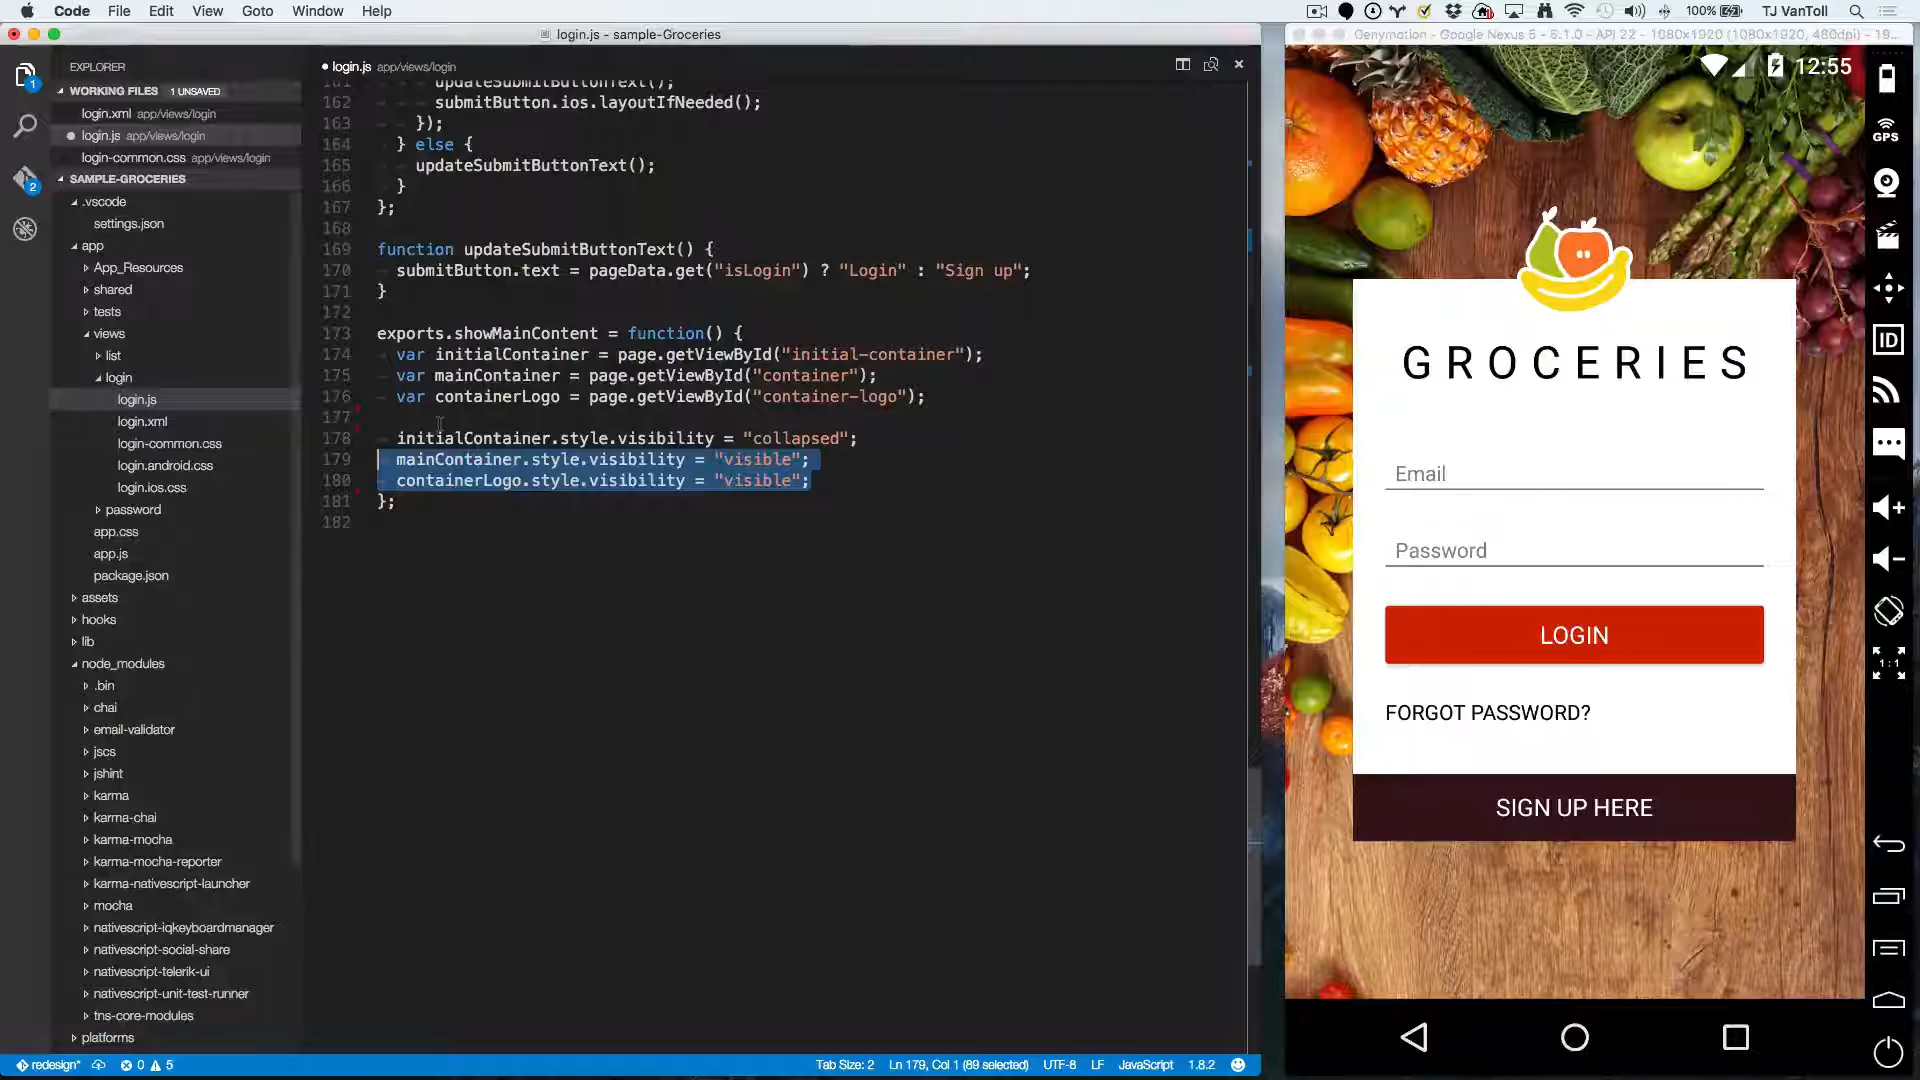 Code File Edit View Goto Window Help
100% TJ VanToll
login.js - sample-Groceries
Genymotion - Google Nexus 5 - 5.1.0 - API 22 - 1080x1920 (1080x1920, 480dpi) - 19...
EXPLORER
WORKING FILES 1 UNSAVED
login.xml app/views/login
login.js app/views/login
login-common.css app/views/login
SAMPLE-GROCERIES
.vscode
settings.json
app
App_Resources
shared
tests
views
list
login
login.js
login.xml
login-common.css
login.android.css
login.ios.css
password
app.css
app.js
package.json
assets
hooks
lib
node_modules
.bin
chai
email-validator
jscs
jshint
karma
karma-chai
karma-mocha
karma-mocha-reporter
karma-nativescript-launcher
mocha
nativescript-iqkeyboardmanager
nativescript-social-share
nativescript-telerik-ui
nativescript-unit-test-runner
tns-core-modules
platforms
1
2
login.js app/views/login
161 updateSubmitButtonText();
162 submitButton.ios.layoutIfNeeded();
163 });
164 } else {
165 updateSubmitButtonText();
166 }
167 };
168
169 function updateSubmitButtonText() {
170 submitButton.text = pageData.get("isLogin") ? "Login" : "Sign up";
171 }
172
173 exports.showMainContent = function() {
174 var initialContainer = page.getViewById("initial-container");
175 var mainContainer = page.getViewById("container");
176 var containerLogo = page.getViewById("container-logo");
177
178 initialContainer.style.visibility = "collapsed";
179 mainContainer.style.visibility = "visible";
180 containerLogo.style.visibility = "visible";
181 };
182
redesign* 0 5
Tab Size: 2 Ln 179, Col 1 (89 selected) UTF-8 LF JavaScript 1.8.2
12:55
GROCERIES
Email
Password
LOGIN
FORGOT PASSWORD?
SIGN UP HERE
GPS
ID
1:1